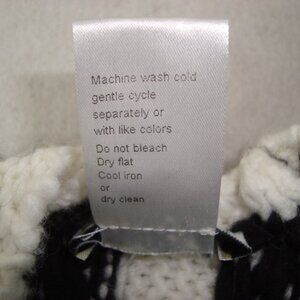 Machine wash cold
gentle cycle
separately or
with like colors
Do not bleach
Dry flat
Cool iron
or
dry clean